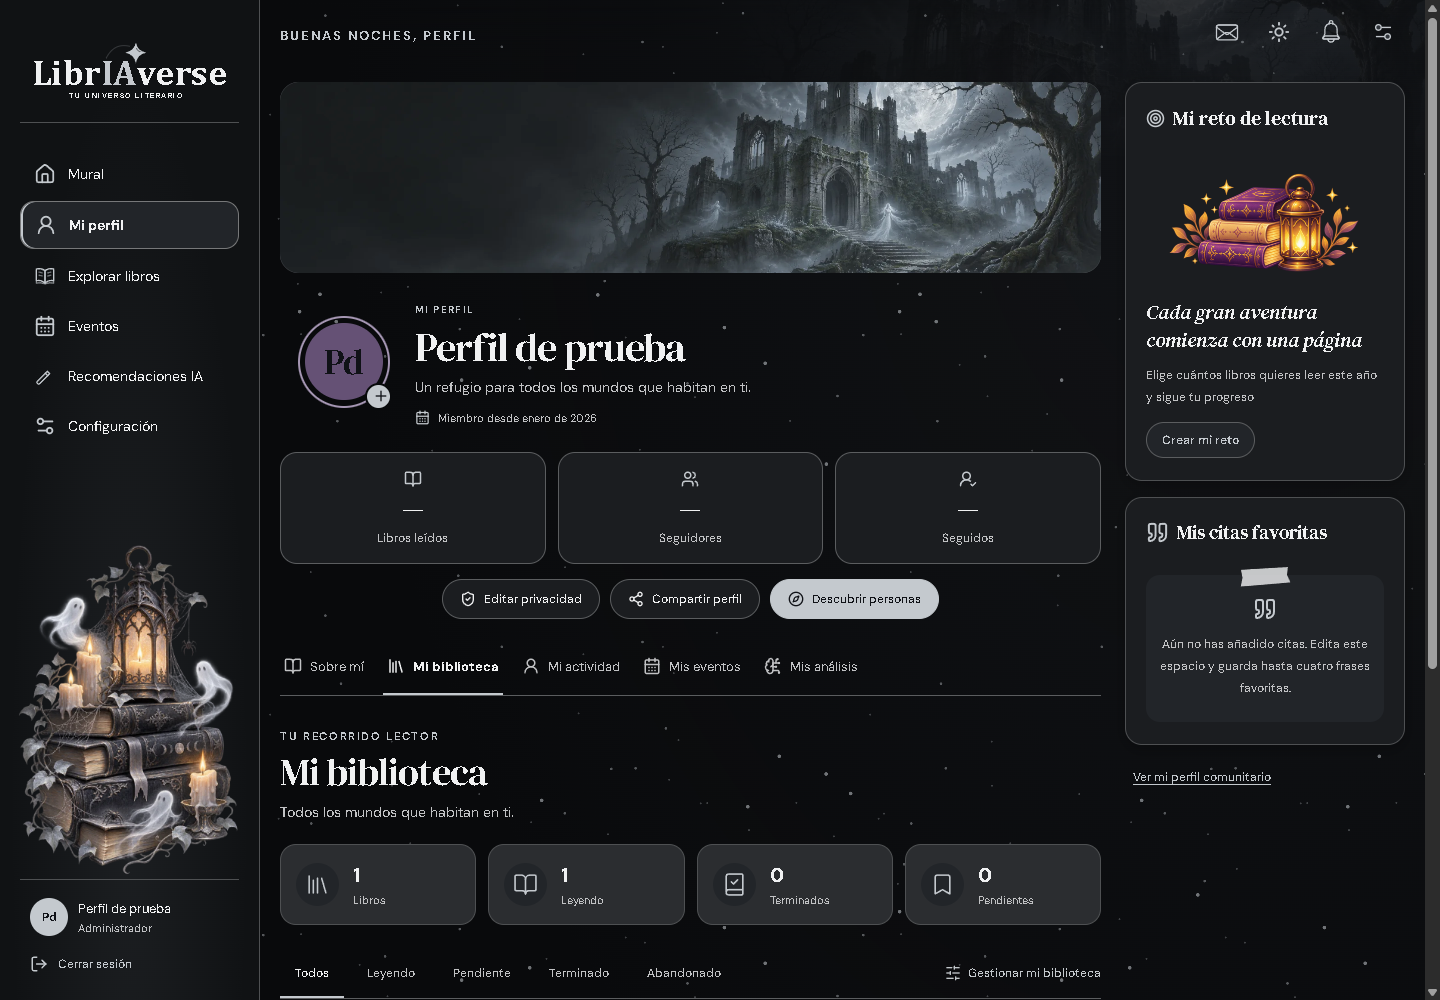 LibrIAverse
TU UNIVERSO LITERARIO
Mural
Mi perfil
Explorar libros
Eventos
Recomendaciones IA
Configuración
Pd
Perfil de prueba
Administrador
Cerrar sesión
BUENAS NOCHES, PERFIL
Pd
MI PERFIL
Perfil de prueba
Un refugio para todos los mundos que habitan en ti.
Miembro desde enero de 2026
—
Libros leídos
—
Seguidores
—
Seguidos
Editar privacidad
Compartir perfil
Descubrir personas
Sobre mí
Mi biblioteca
Mi actividad
Mis eventos
Mis análisis
TU RECORRIDO LECTOR
Mi biblioteca
Todos los mundos que habitan en ti.
1
Libros
1
Leyendo
0
Terminados
0
Pendientes
Todos
Leyendo
Pendiente
Terminado
Abandonado
Gestionar mi biblioteca
Mi reto de lectura
Cada gran aventura
comienza con una página
Elige cuántos libros quieres leer este año
y sigue tu progreso
Crear mi reto
Mis citas favoritas
Aún no has añadido citas. Edita este
espacio y guarda hasta cuatro frases
favoritas.
Ver mi perfil comunitario